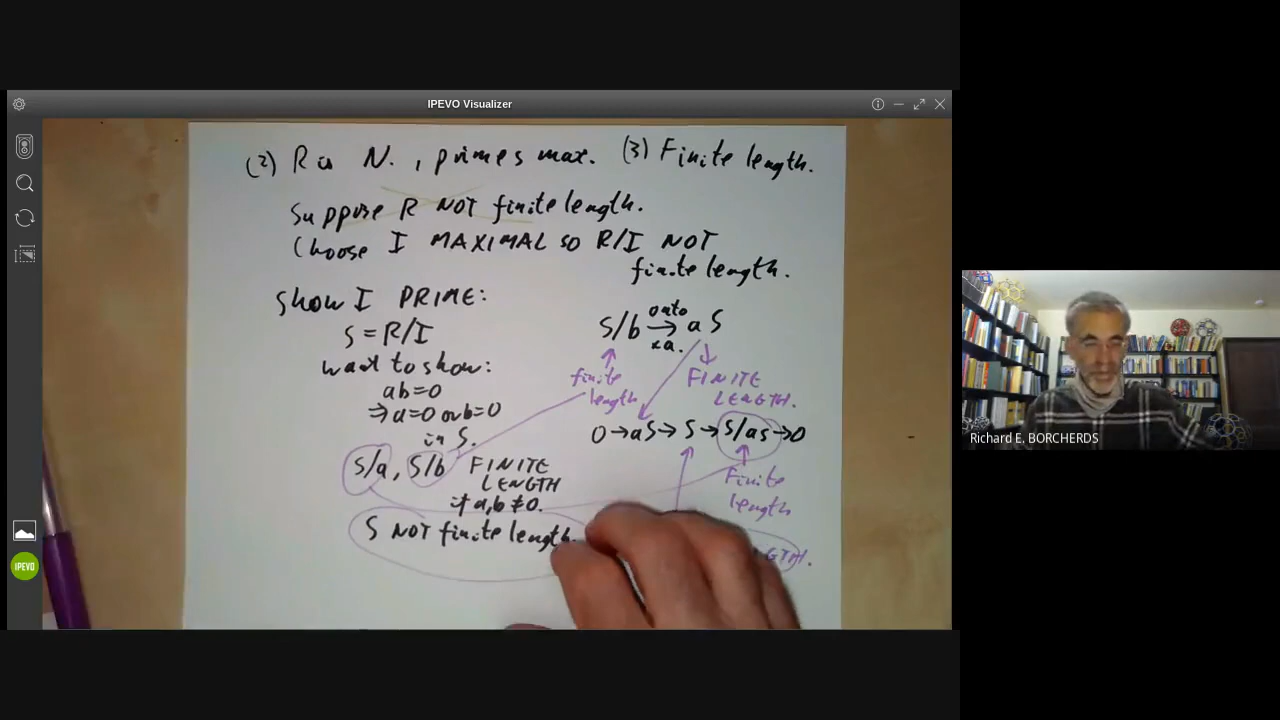 IPEVO Visualizer
(2) R is N., primes max. (3) Finite length.
Suppose R NOT finite length.
Choose I MAXIMAL so R/I NOT
finite length.
Show I PRIME:
S = R/I
want to show:
ab=0
⇒ a=0 or b=0
in S.
S/a, S/b FINITE
LENGTH
if a,b ≠ 0.
S NOT finite length.
onto
S/b → aS
×a.
finite
length
FINITE
LENGTH.
0→aS→S→S/as→0
Finite
length
GTH.
IPEVO
Richard E. BORCHERDS